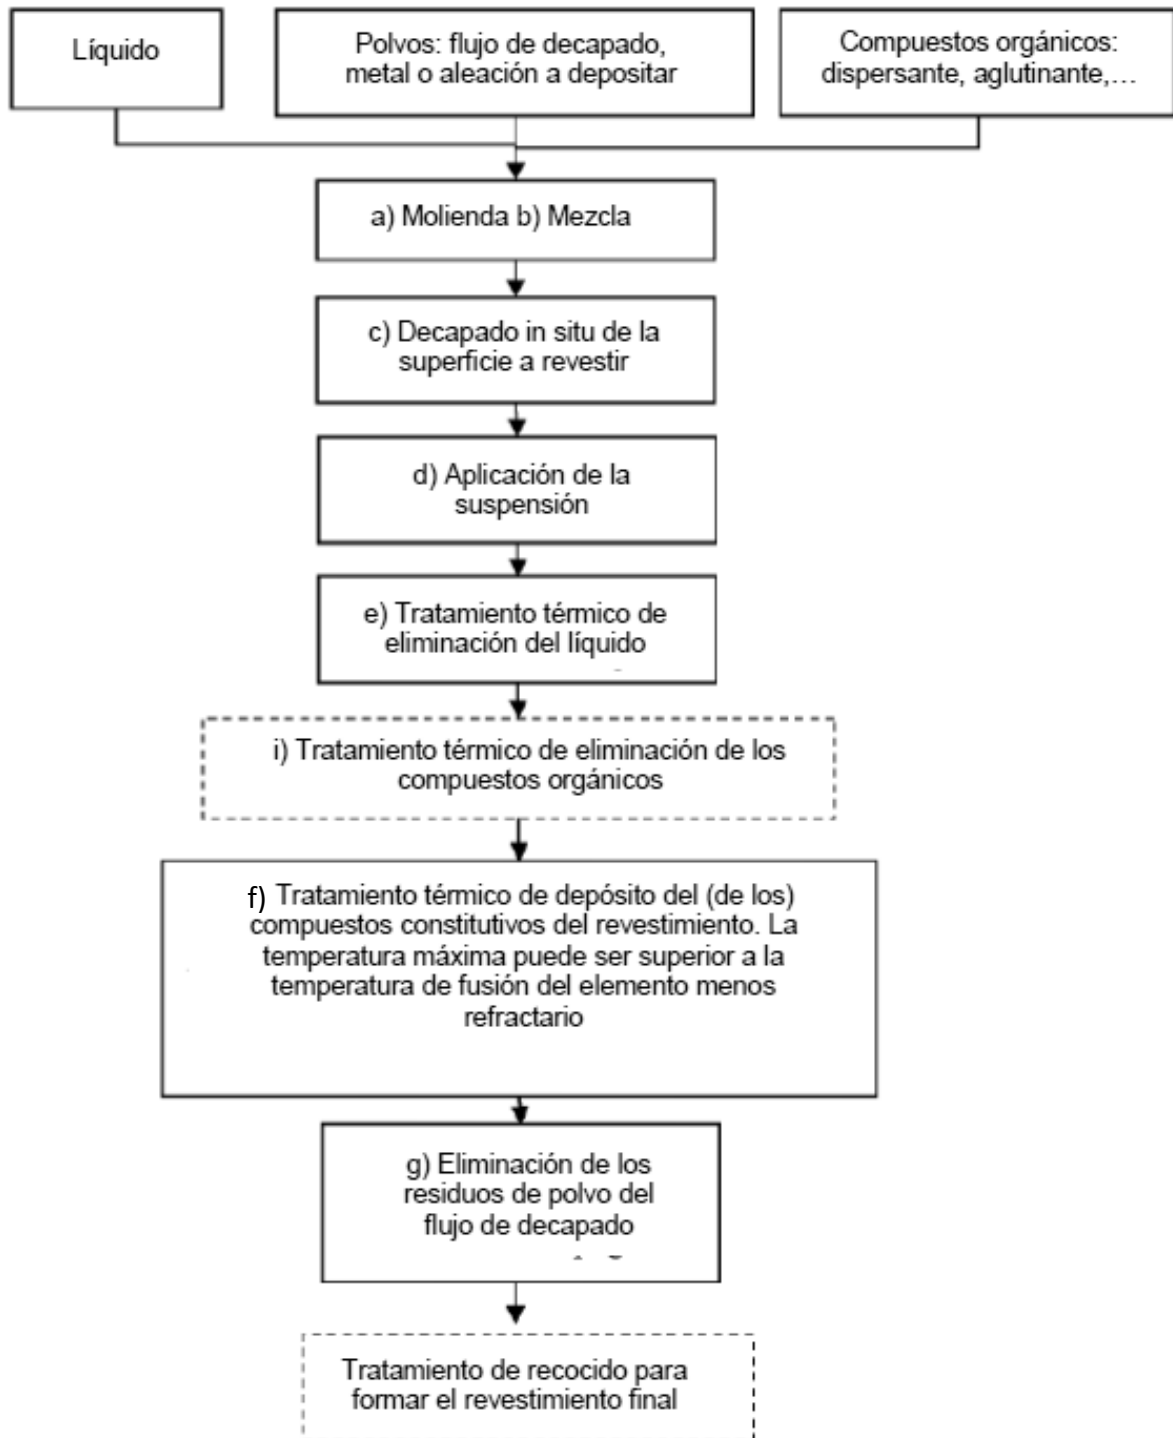 Líquido
Polvos: flujo de decapado,
metal o aleación a depositar
Compuestos orgánicos:
dispersante, aglutinante,…
a) Molienda b) Mezcla
c) Decapado in situ de la
superficie a revestir
d) Aplicación de la
suspensión
e) Tratamiento térmico de
eliminación del líquido
i) Tratamiento térmico de eliminación de los
compuestos orgánicos
f) Tratamiento térmico de depósito del (de los)
compuestos constitutivos del revestimiento. La
temperatura máxima puede ser superior a la
temperatura de fusión del elemento menos
refractario
g) Eliminación de los
residuos de polvo del
flujo de decapado
Tratamiento de recocido para
formar el revestimiento final